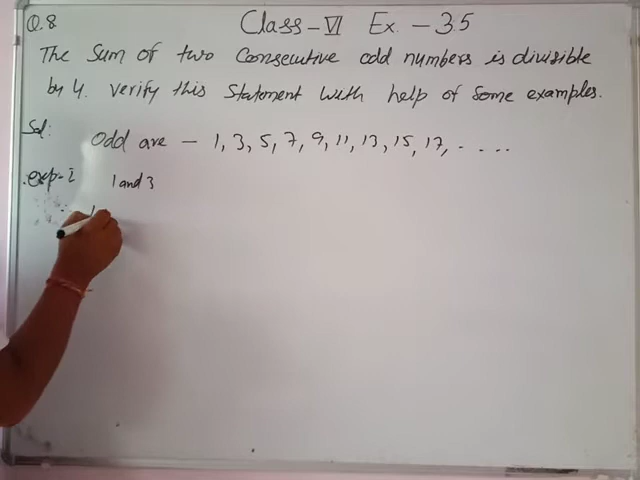 Q.8 Class-VI Ex. - 3.5
The Sum of two Consecutive odd numbers is divisible
by 4. Verify this Statement with help of Some examples.
Sol:
Odd are - 1, 3, 5, 7, 9, 11, 13, 15, 17, ....
exp-1 1 and 3